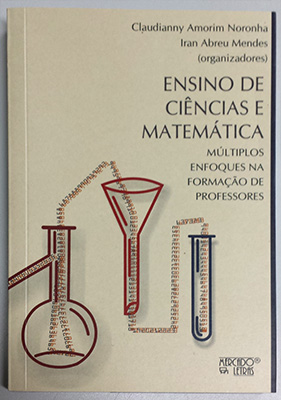 Claudianny Amorim Noronha
Iran Abreu Mendes
(organizadores)
ENSINO DE
CIÊNCIAS E
MATEMÁTICA
MÚLTIPLOS
ENFOQUES NA
FORMAÇÃO DE
PROFESSORES
MERCADO®
LETRAS